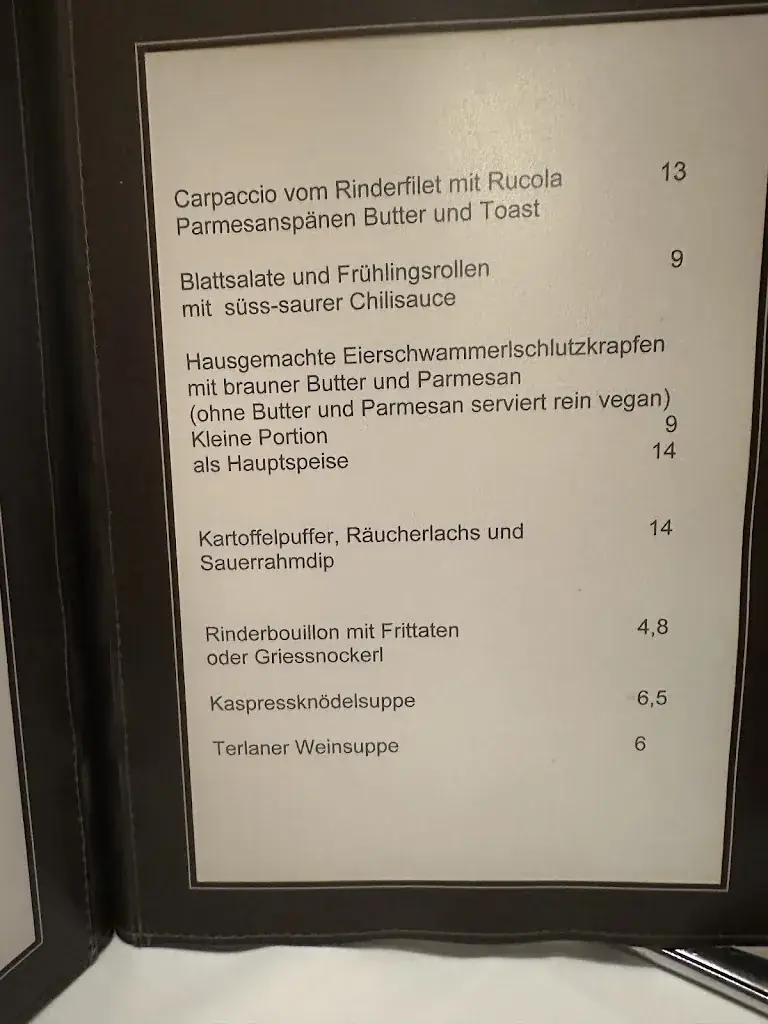 Carpaccio vom Rinderfilet mit Rucola 13
Parmesanspänen Butter und Toast
Blattsalate und Frühlingsrollen 9
mit süss-saurer Chilisauce
Hausgemachte Eierschwammerlschlutzkrapfen
mit brauner Butter und Parmesan
(ohne Butter und Parmesan serviert rein vegan)
Kleine Portion 9
als Hauptspeise 14
Kartoffelpuffer, Räucherlachs und 14
Sauerrahmdip
Rinderbouillon mit Frittaten 4,8
oder Griessnockerl
Kaspressknödelsuppe 6,5
Terlaner Weinsuppe 6